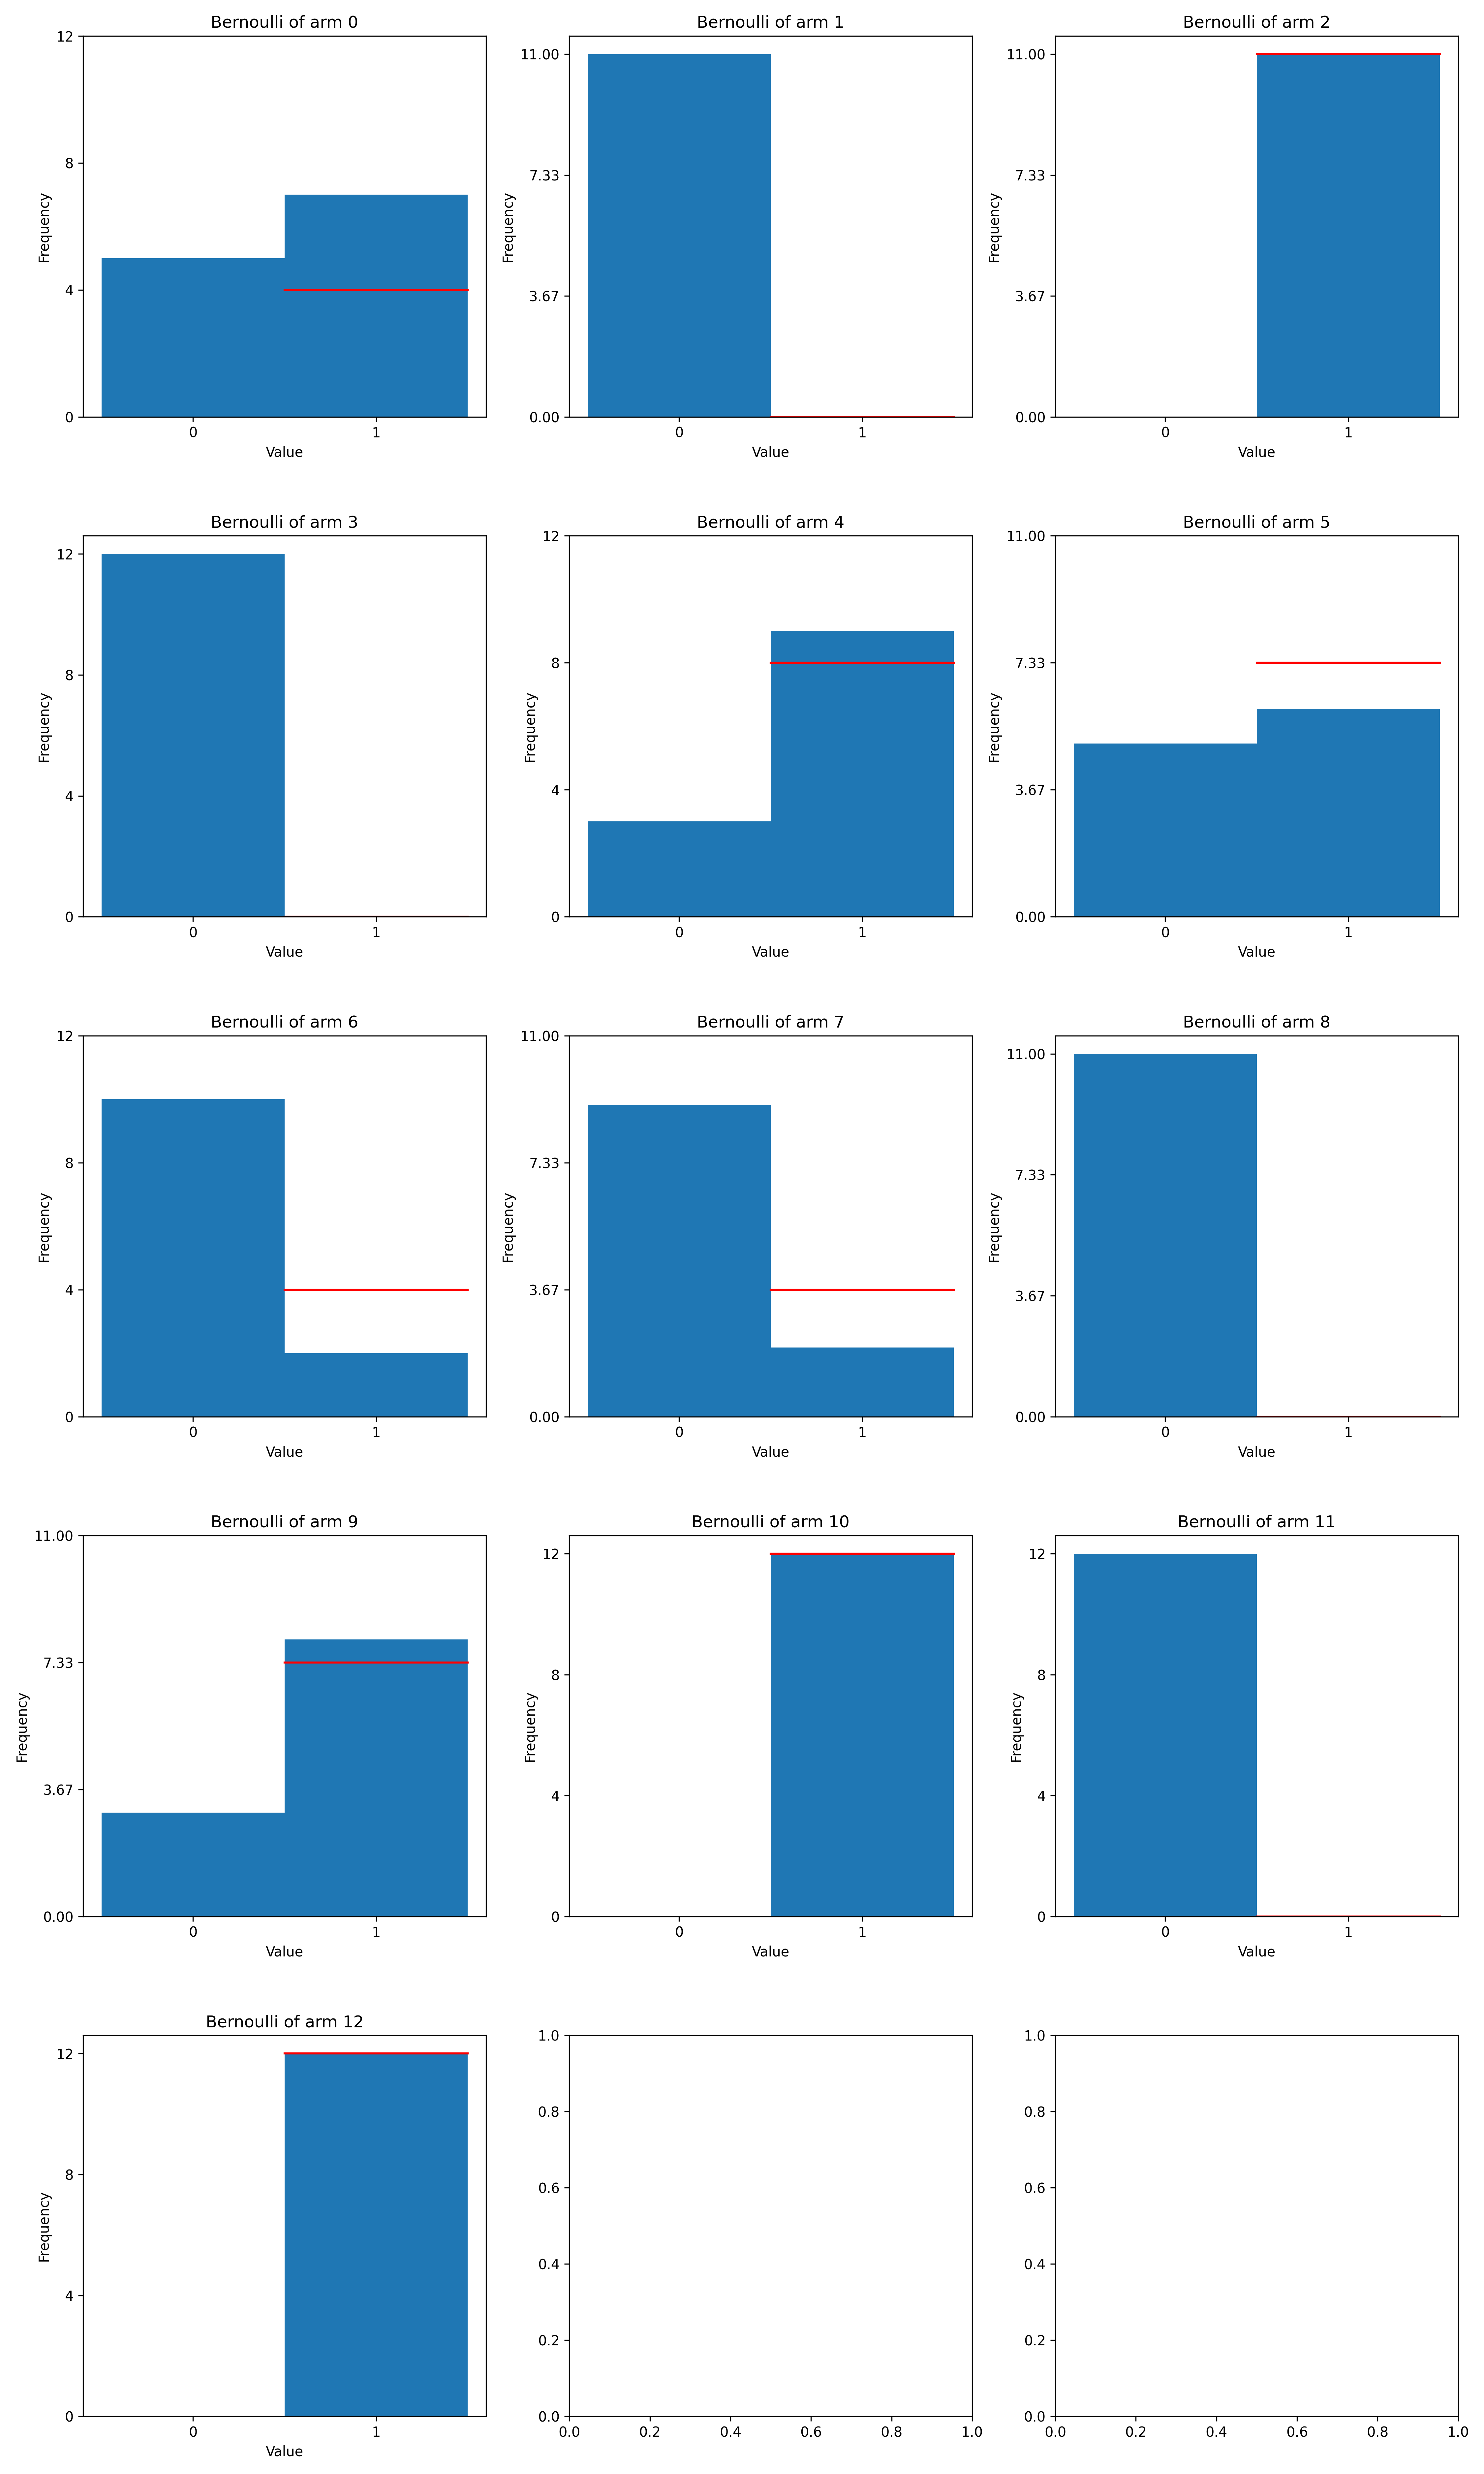 Bernoulli of arm 0
12
8
4
0
Frequency
0 1
Value
Bernoulli of arm 1
11.00
7.33
3.67
0.00
Frequency
0 1
Value
Bernoulli of arm 2
11.00
7.33
3.67
0.00
Frequency
0 1
Value
Bernoulli of arm 3
12
8
4
0
Frequency
0 1
Value
Bernoulli of arm 4
12
8
4
0
Frequency
0 1
Value
Bernoulli of arm 5
11.00
7.33
3.67
0.00
Frequency
0 1
Value
Bernoulli of arm 6
12
8
4
0
Frequency
0 1
Value
Bernoulli of arm 7
11.00
7.33
3.67
0.00
Frequency
0 1
Value
Bernoulli of arm 8
11.00
7.33
3.67
0.00
Frequency
0 1
Value
Bernoulli of arm 9
11.00
7.33
3.67
0.00
Frequency
0 1
Value
Bernoulli of arm 10
12
8
4
0
Frequency
0 1
Value
Bernoulli of arm 11
12
8
4
0
Frequency
0 1
Value
Bernoulli of arm 12
12
8
4
0
Frequency
0 1
Value
1.0
0.8
0.6
0.4
0.2
0.0
0.0 0.2 0.4 0.6 0.8 1.0
1.0
0.8
0.6
0.4
0.2
0.0
0.0 0.2 0.4 0.6 0.8 1.0